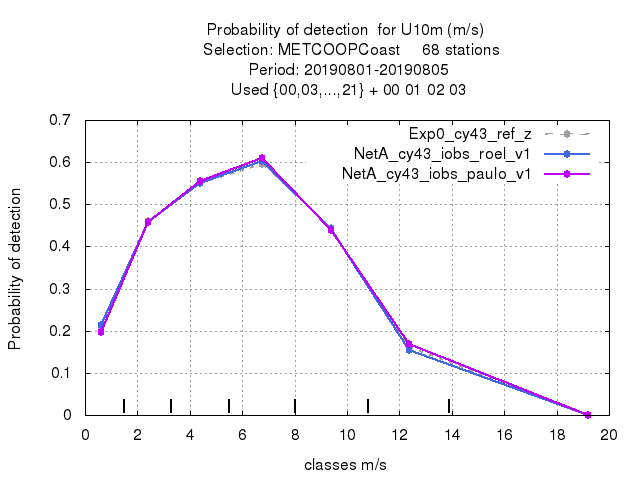 Probability of detection  for U10m (m/s)
Selection: METCOOPCoast     68 stations
Period: 20190801-20190805
Used {00,03,...,21} + 00 01 02 03
Exp0_cy43_ref_z
NetA_cy43_iobs_roel_v1
NetA_cy43_iobs_paulo_v1
Probability of detection
0.7
0.6
0.5
0.4
0.3
0.2
0.1
0
0 2 4 6 8 10 12 14 16 18 20
classes m/s